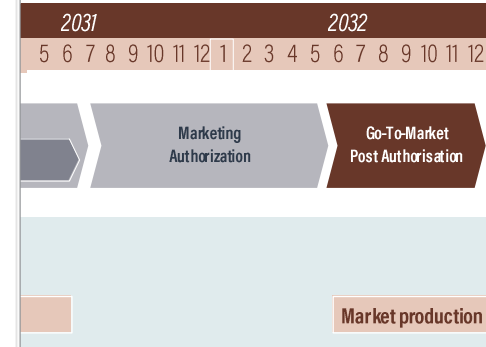 2031 2032
5 6 7 8 9 10 11 12 1 2 3 4 5 6 7 8 9 10 11 12
Marketing
Authorization
Go-To-Market
Post Authorisation
Market production